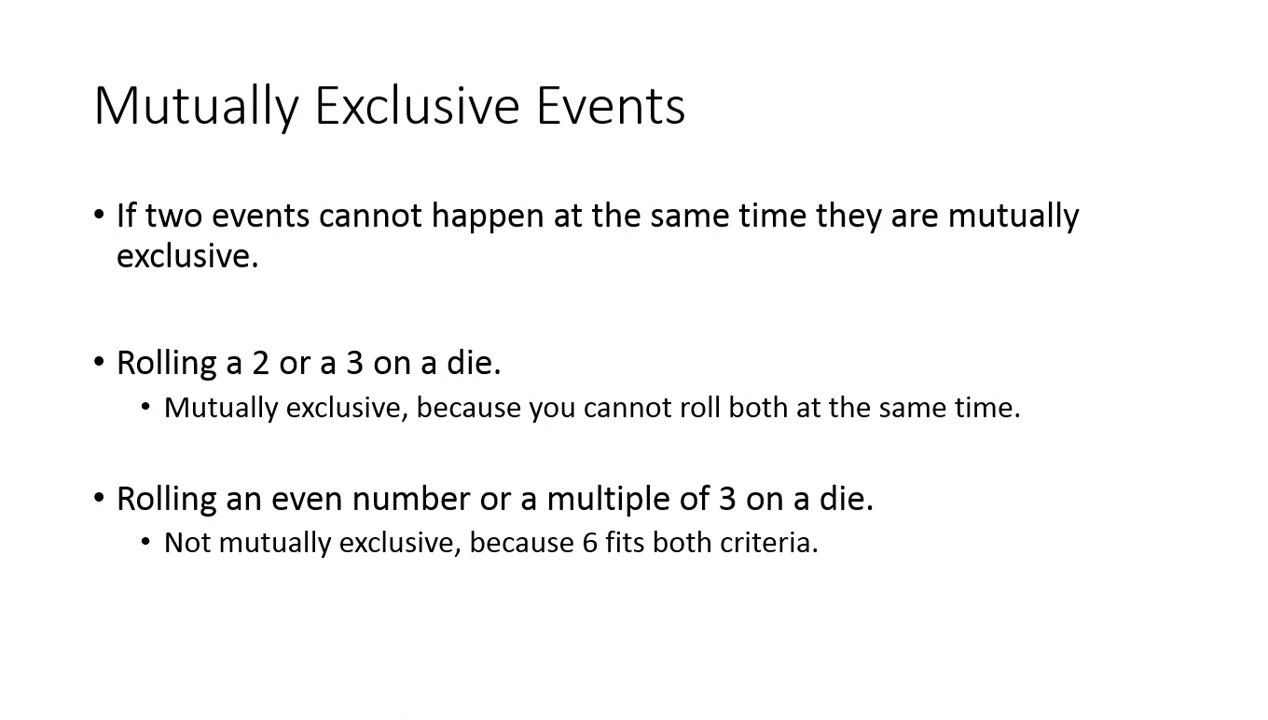 Mutually Exclusive Events
• If two events cannot happen at the same time they are mutually
exclusive.
• Rolling a 2 or a 3 on a die.
• Mutually exclusive, because you cannot roll both at the same time.
• Rolling an even number or a multiple of 3 on a die.
• Not mutually exclusive, because 6 fits both criteria.